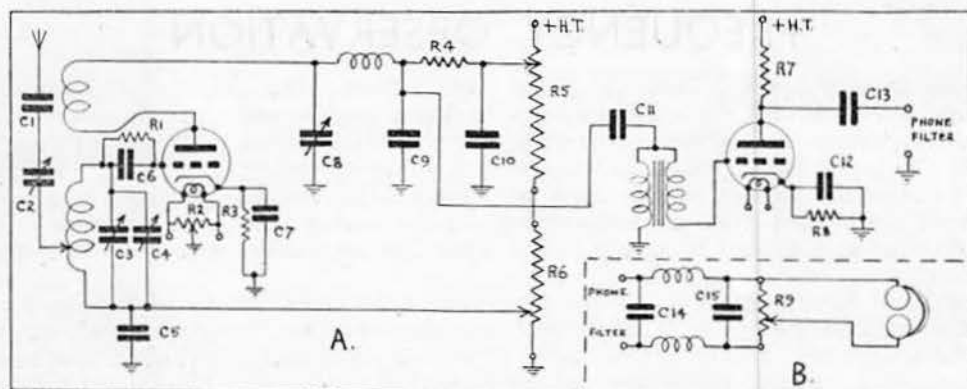 +H.T.
+H.T.
R4
R7
R5
C13
C1
R1
C11
PHONE
FILTER
C8
C9
C10
C6
C12
C2
R2
R3
C7
R8
C3
C4
R6
PHONE.
C14
C15
R9
FILTER
C5
A.
B.